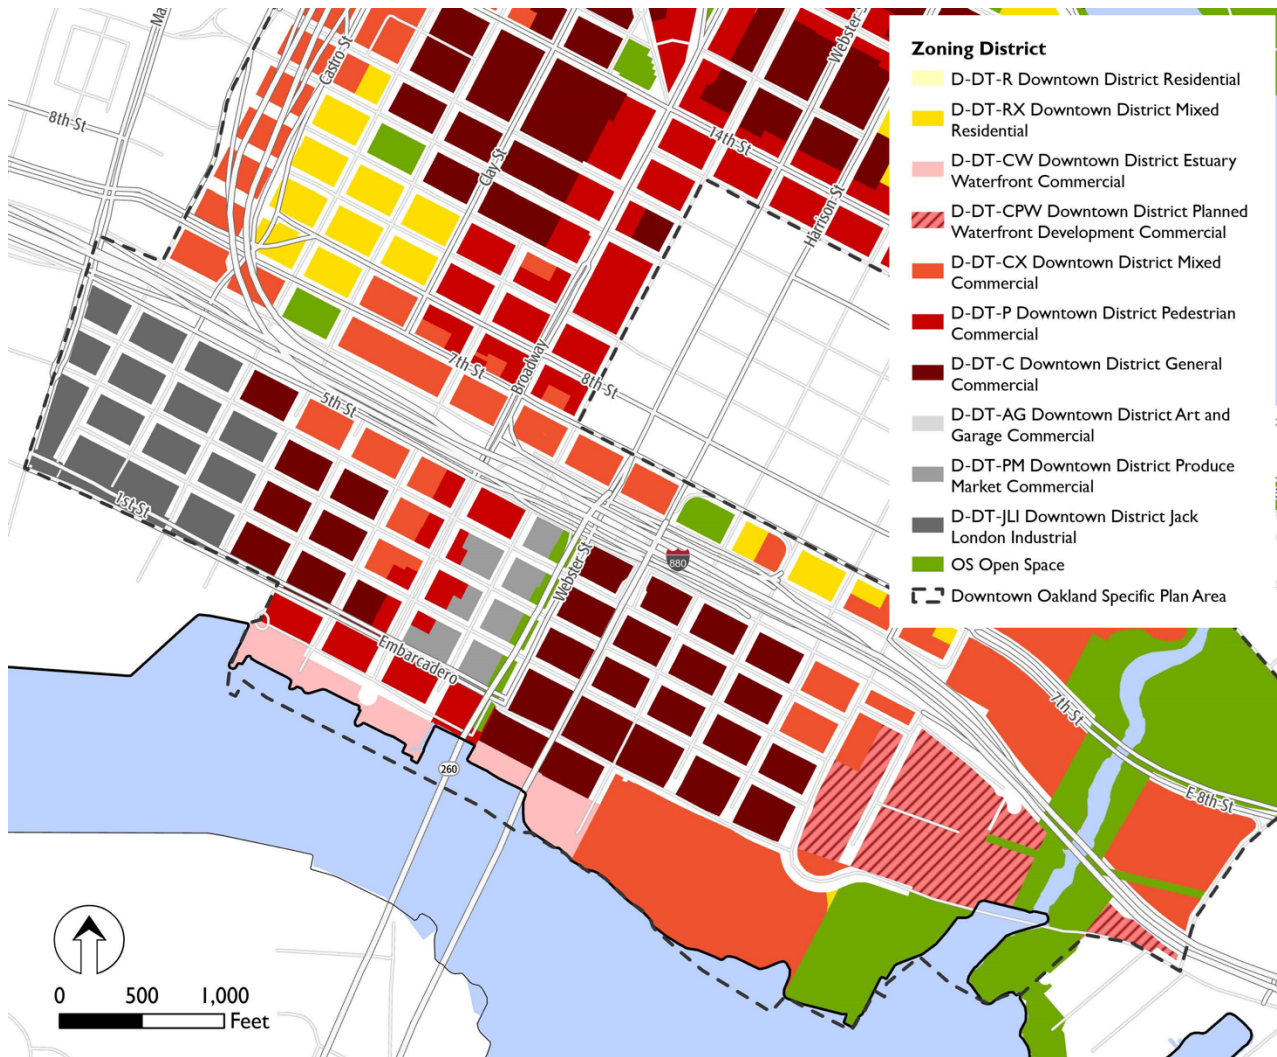 Ma
Castro St
Webster S
8th St
14th St
Clay St
Harrison St
Broadway
7th St
8th St
5th St
1st St
Webster St
880
Embarcadero
260
7th St
E 8th St
0 500 1,000
Feet
Zoning District
D-DT-R Downtown District Residential
D-DT-RX Downtown District Mixed
Residential
D-DT-CW Downtown District Estuary
Waterfront Commercial
D-DT-CPW Downtown District Planned
Waterfront Development Commercial
D-DT-CX Downtown District Mixed
Commercial
D-DT-P Downtown District Pedestrian
Commercial
D-DT-C Downtown District General
Commercial
D-DT-AG Downtown District Art and
Garage Commercial
D-DT-PM Downtown District Produce
Market Commercial
D-DT-JLI Downtown District Jack
London Industrial
OS Open Space
Downtown Oakland Specific Plan Area